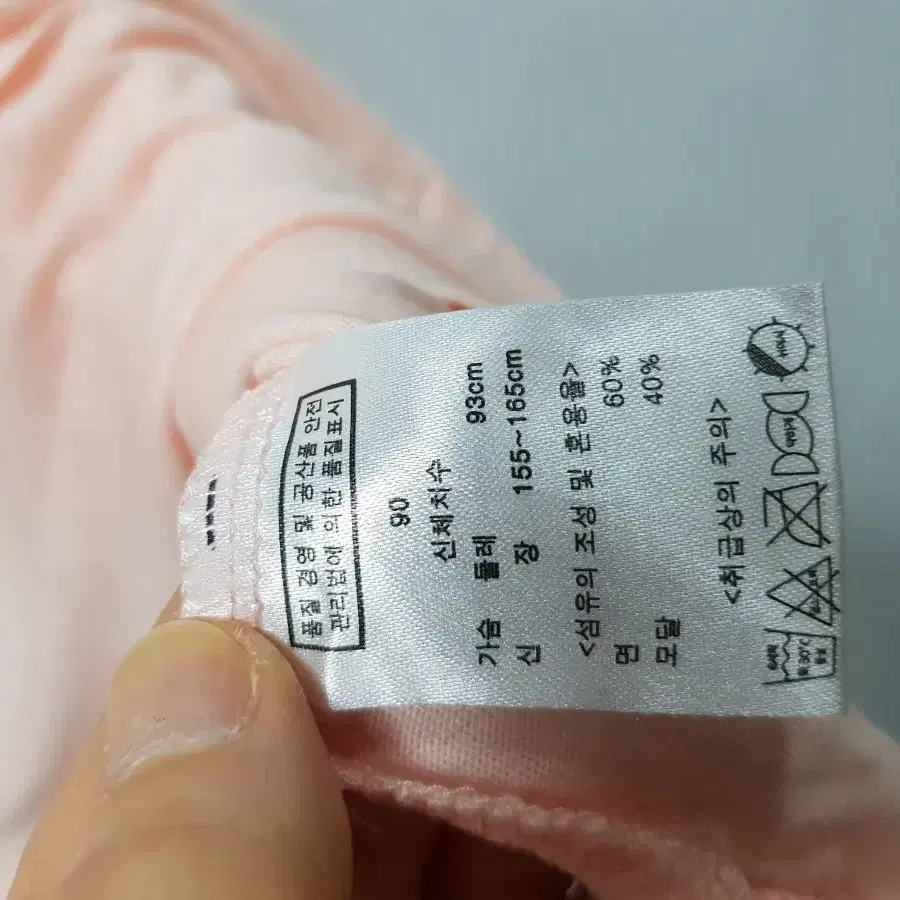 품질 경영 및 공산품 안전
관리법에 의한 품질표시
90
신체치수
가슴 둘레 93cm
신 장 155~165cm
<섬유의 조성 및 혼용율>
면 60%
모달 40%
<취급상의 주의>